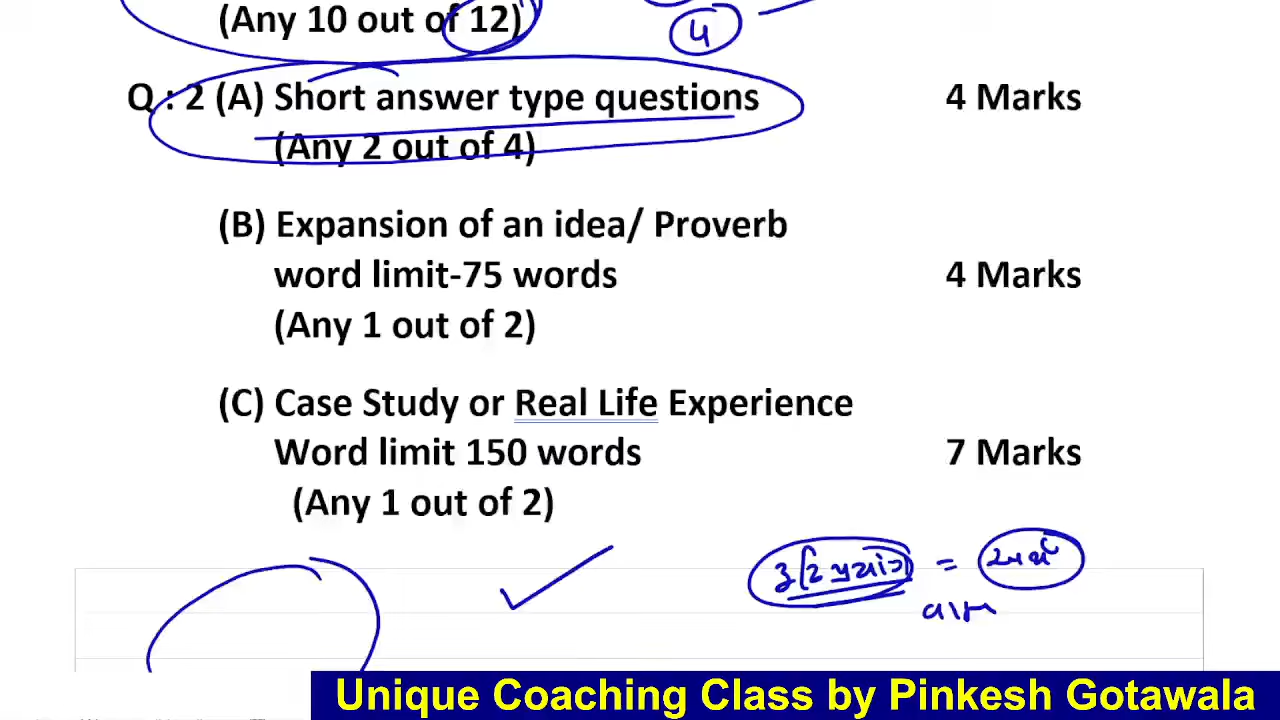 (Any 10 out of 12)
4
Q : 2 (A) Short answer type questions 4 Marks
(Any 2 out of 4)
(B) Expansion of an idea/ Proverb
word limit-75 words 4 Marks
(Any 1 out of 2)
(C) Case Study or Real Life Experience
Word limit 150 words 7 Marks
(Any 1 out of 2)
=
Unique Coaching Class by Pinkesh Gotawala